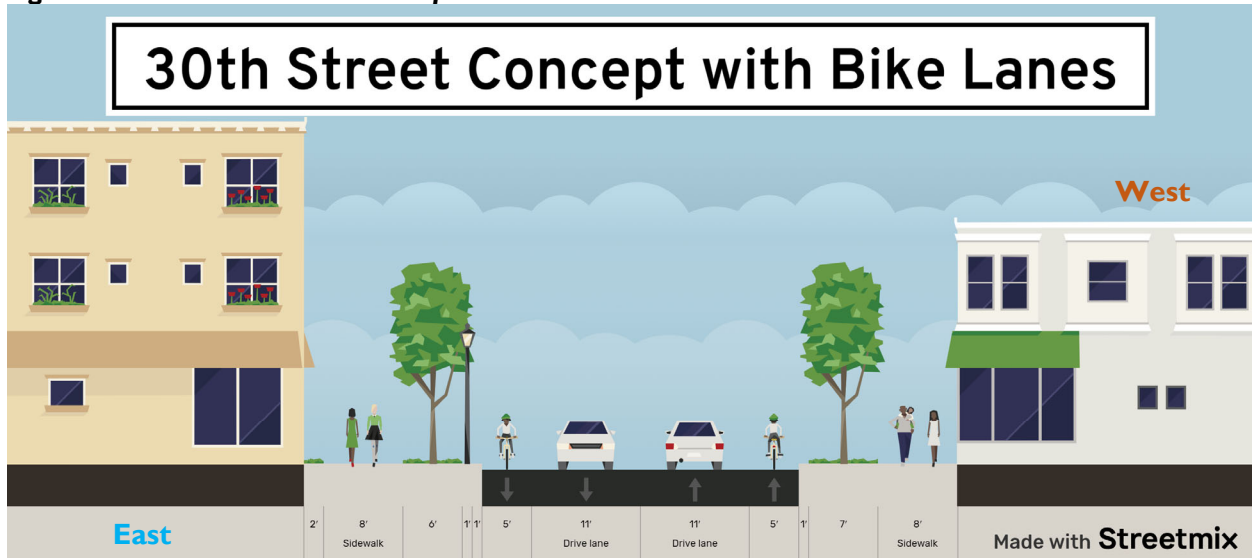 30th Street Concept with Bike Lanes
West
2' 8' 6' 1' 1' 5' 11' 11' 5' 1' 7' 8'
Sidewalk Drive lane Drive lane Sidewalk
East
Made with Streetmix